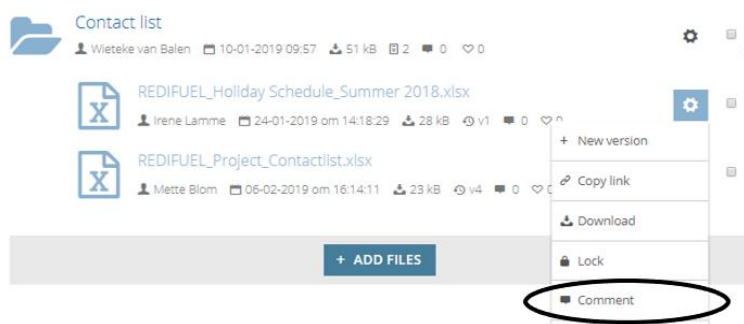 Contact list
Wieteke van Balen 10-01-2019 09:57 51 kB 2 0 0
REDIFUEL_Holiday Schedule_Summer 2018.xlsx
Irene Lamme 24-01-2019 om 14:18:29 28 kB v1 0 0
+ New version
REDIFUEL_Project_Contactlist.xlsx
Mette Blom 06-02-2019 om 16:14:11 23 kB v4 0
Copy link
Download
+ ADD FILES
Lock
Comment